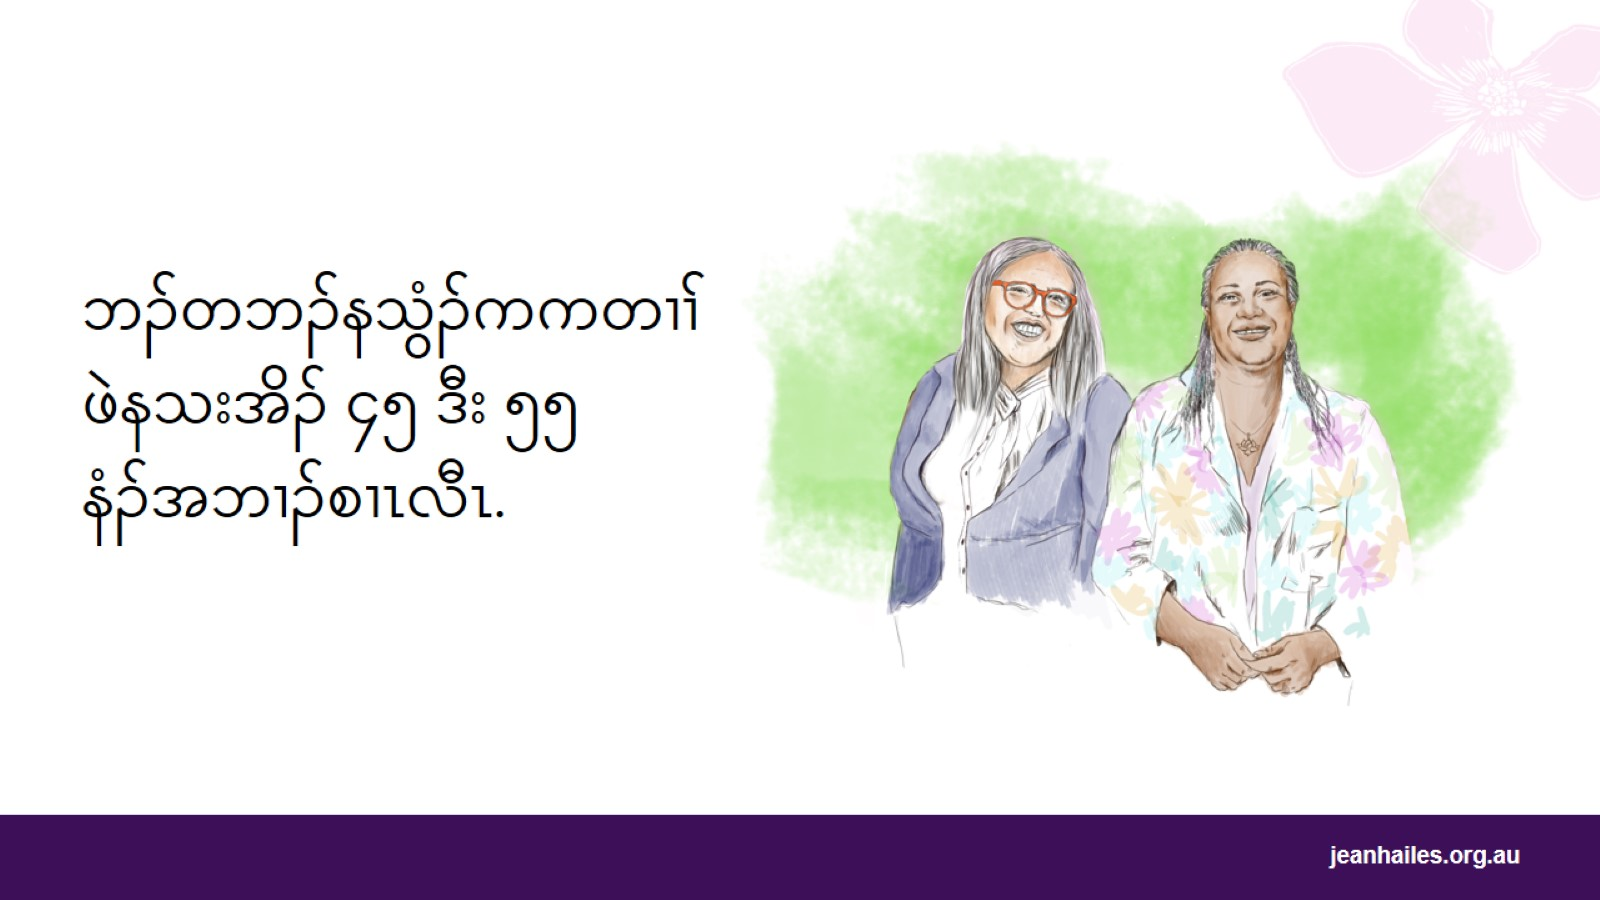 ဘၣ်တဘၣ်နသွံၣ်ကကတၢၢ်
ဖဲနသးအိၣ် ၄၅ ဒီး ၅၅
နံၣ်အဘၢၣ်စၢၤလီၤ.
jeanhailes.org.au